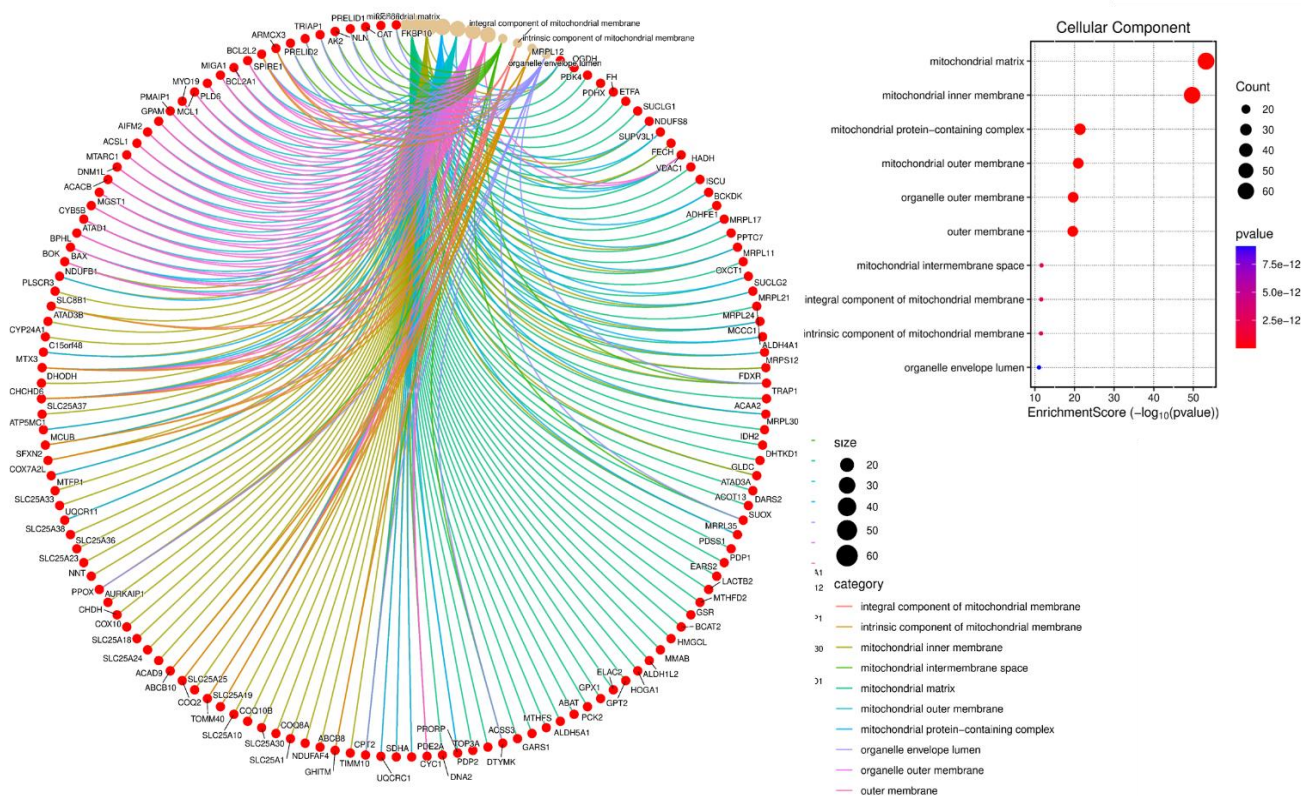 PRELID1
mitochondrial matrix
TRIAP1
AK2
NLN
CAT
FKBP10
integral component of mitochondrial membrane
intrinsic component of mitochondrial membrane
MRPL12
organelle envelope lumen
ARMCX3
PRELID2
BCL2L2
SPIRE1
MIGA1
BCL2A1
MYO19
PLD6
PMAIP1
MCL1
GPAM
AIFM2
ACSL1
MTARC1
DNM1L
ACACB
MGST1
CYB5B
ATAD1
BPHL
BOK
BAX
NDUFB1
PLSCR3
SLC8B1
ATAD3B
CYP24A1
C15orf48
MTX3
DHODH
CHCHD6
SLC25A37
ATP5MC1
MCUR
SFXN2
COX7A2L
MTFP1
SLC25A33
UQCR11
SLC25A38
SLC25A36
SLC25A23
NNT
PPOX
AURKAIP1
CHDH
COX10
SLC25A18
SLC25A24
ACAD9
ABCB10
SLC25A25
COQ2
SLC25A19
TOMM40
COQ10B
SLC25A10
COQ8A
SLC25A30
SLC25A1
ABCB8
NDUFAF4
GHITM
CPT2
TIMM10
SDHA
UQCRC1
PDE2A
CYC1
PRORP
TOP3A
DNA2
PDP2
ACSS3
DTYMK
MTHFS
GARS1
ABAT
ALDH5A1
GPX1
PCK2
ELAC2
GPT2
HOGA1
ALDH1L2
MMAB
HMGCL
BCAT2
GSR
MTHFD2
LACTB2
EARS2
PDP1
PDSS1
MRPL35
SUOX
DARS2
ACOT13
ATAD3A
GLDC
DHTKD1
IDH2
MRPL30
ACAA2
TRAP1
FDXR
MRPS12
ALDH4A1
MCCC1
MRPL24
MRPL21
SUCLG2
OXCT1
MRPL11
PPTC7
MRPL17
ADHFE1
BCKDK
ISCU
HADH
VDAC1
FECH
SUPV3L1
NDUFS8
SUCLG1
ETFA
FH
PDHX
PDK4
OGDH
Cellular Component
mitochondrial matrix
mitochondrial inner membrane
mitochondrial protein−containing complex
mitochondrial outer membrane
organelle outer membrane
outer membrane
mitochondrial intermembrane space
integral component of mitochondrial membrane
intrinsic component of mitochondrial membrane
organelle envelope lumen
10 20 30 40 50
EnrichmentScore (−log10(pvalue))
Count
20
30
40
50
60
pvalue
7.5e−12
5.0e−12
2.5e−12
size
20
30
40
50
60
category
integral component of mitochondrial membrane
intrinsic component of mitochondrial membrane
mitochondrial inner membrane
mitochondrial intermembrane space
mitochondrial matrix
mitochondrial outer membrane
mitochondrial protein−containing complex
organelle envelope lumen
organelle outer membrane
outer membrane
12
30